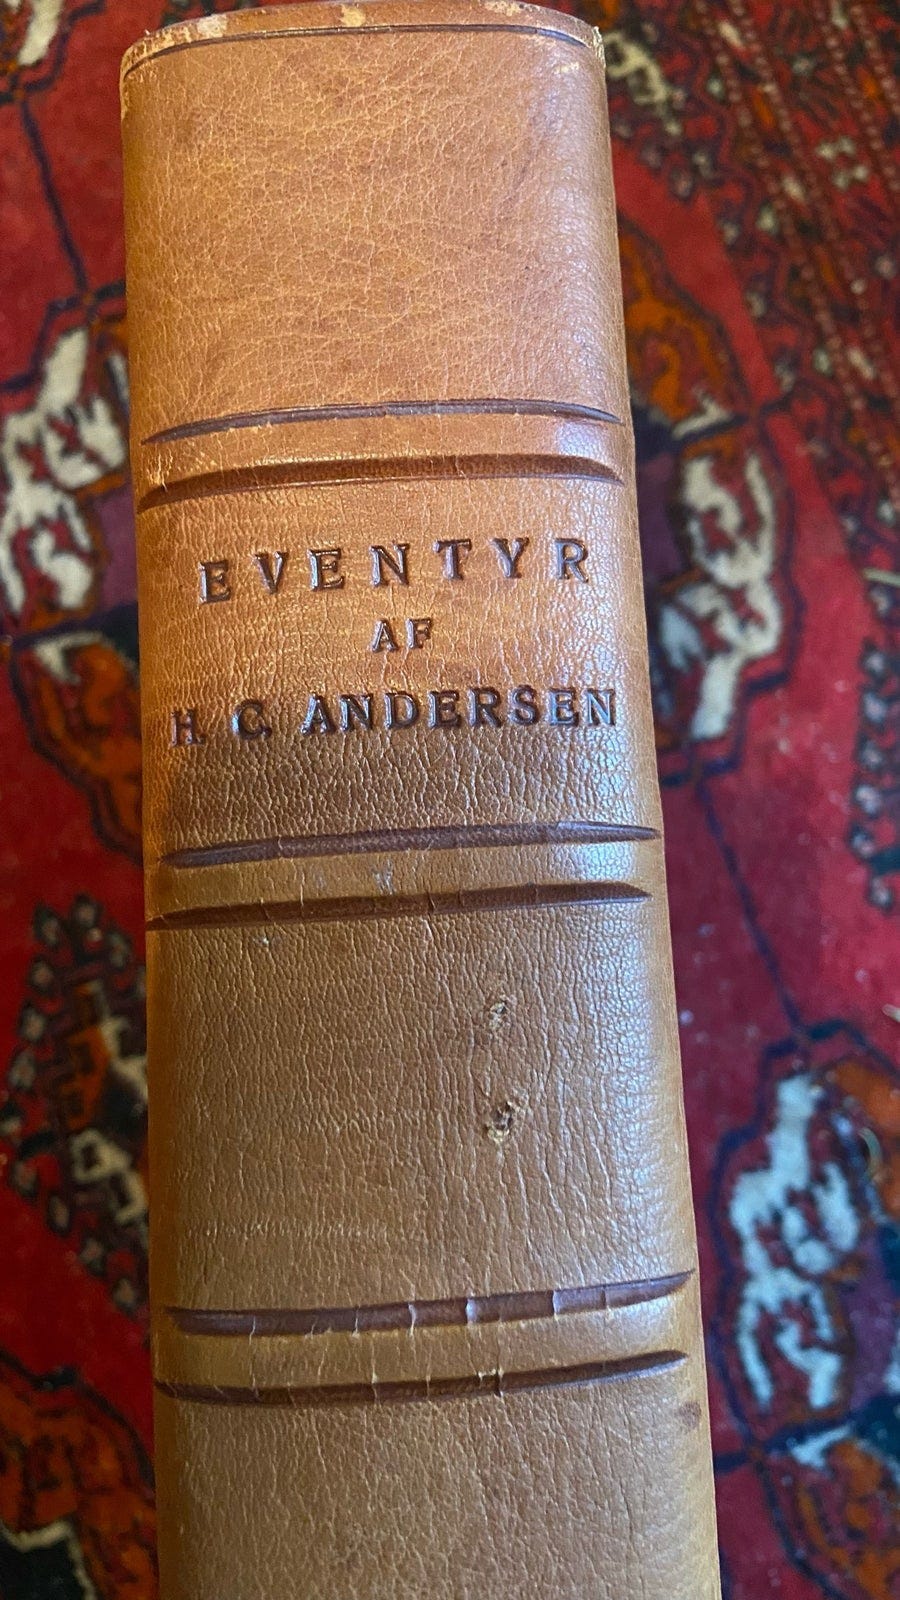 EVENTYR
AF
H. C. ANDERSEN